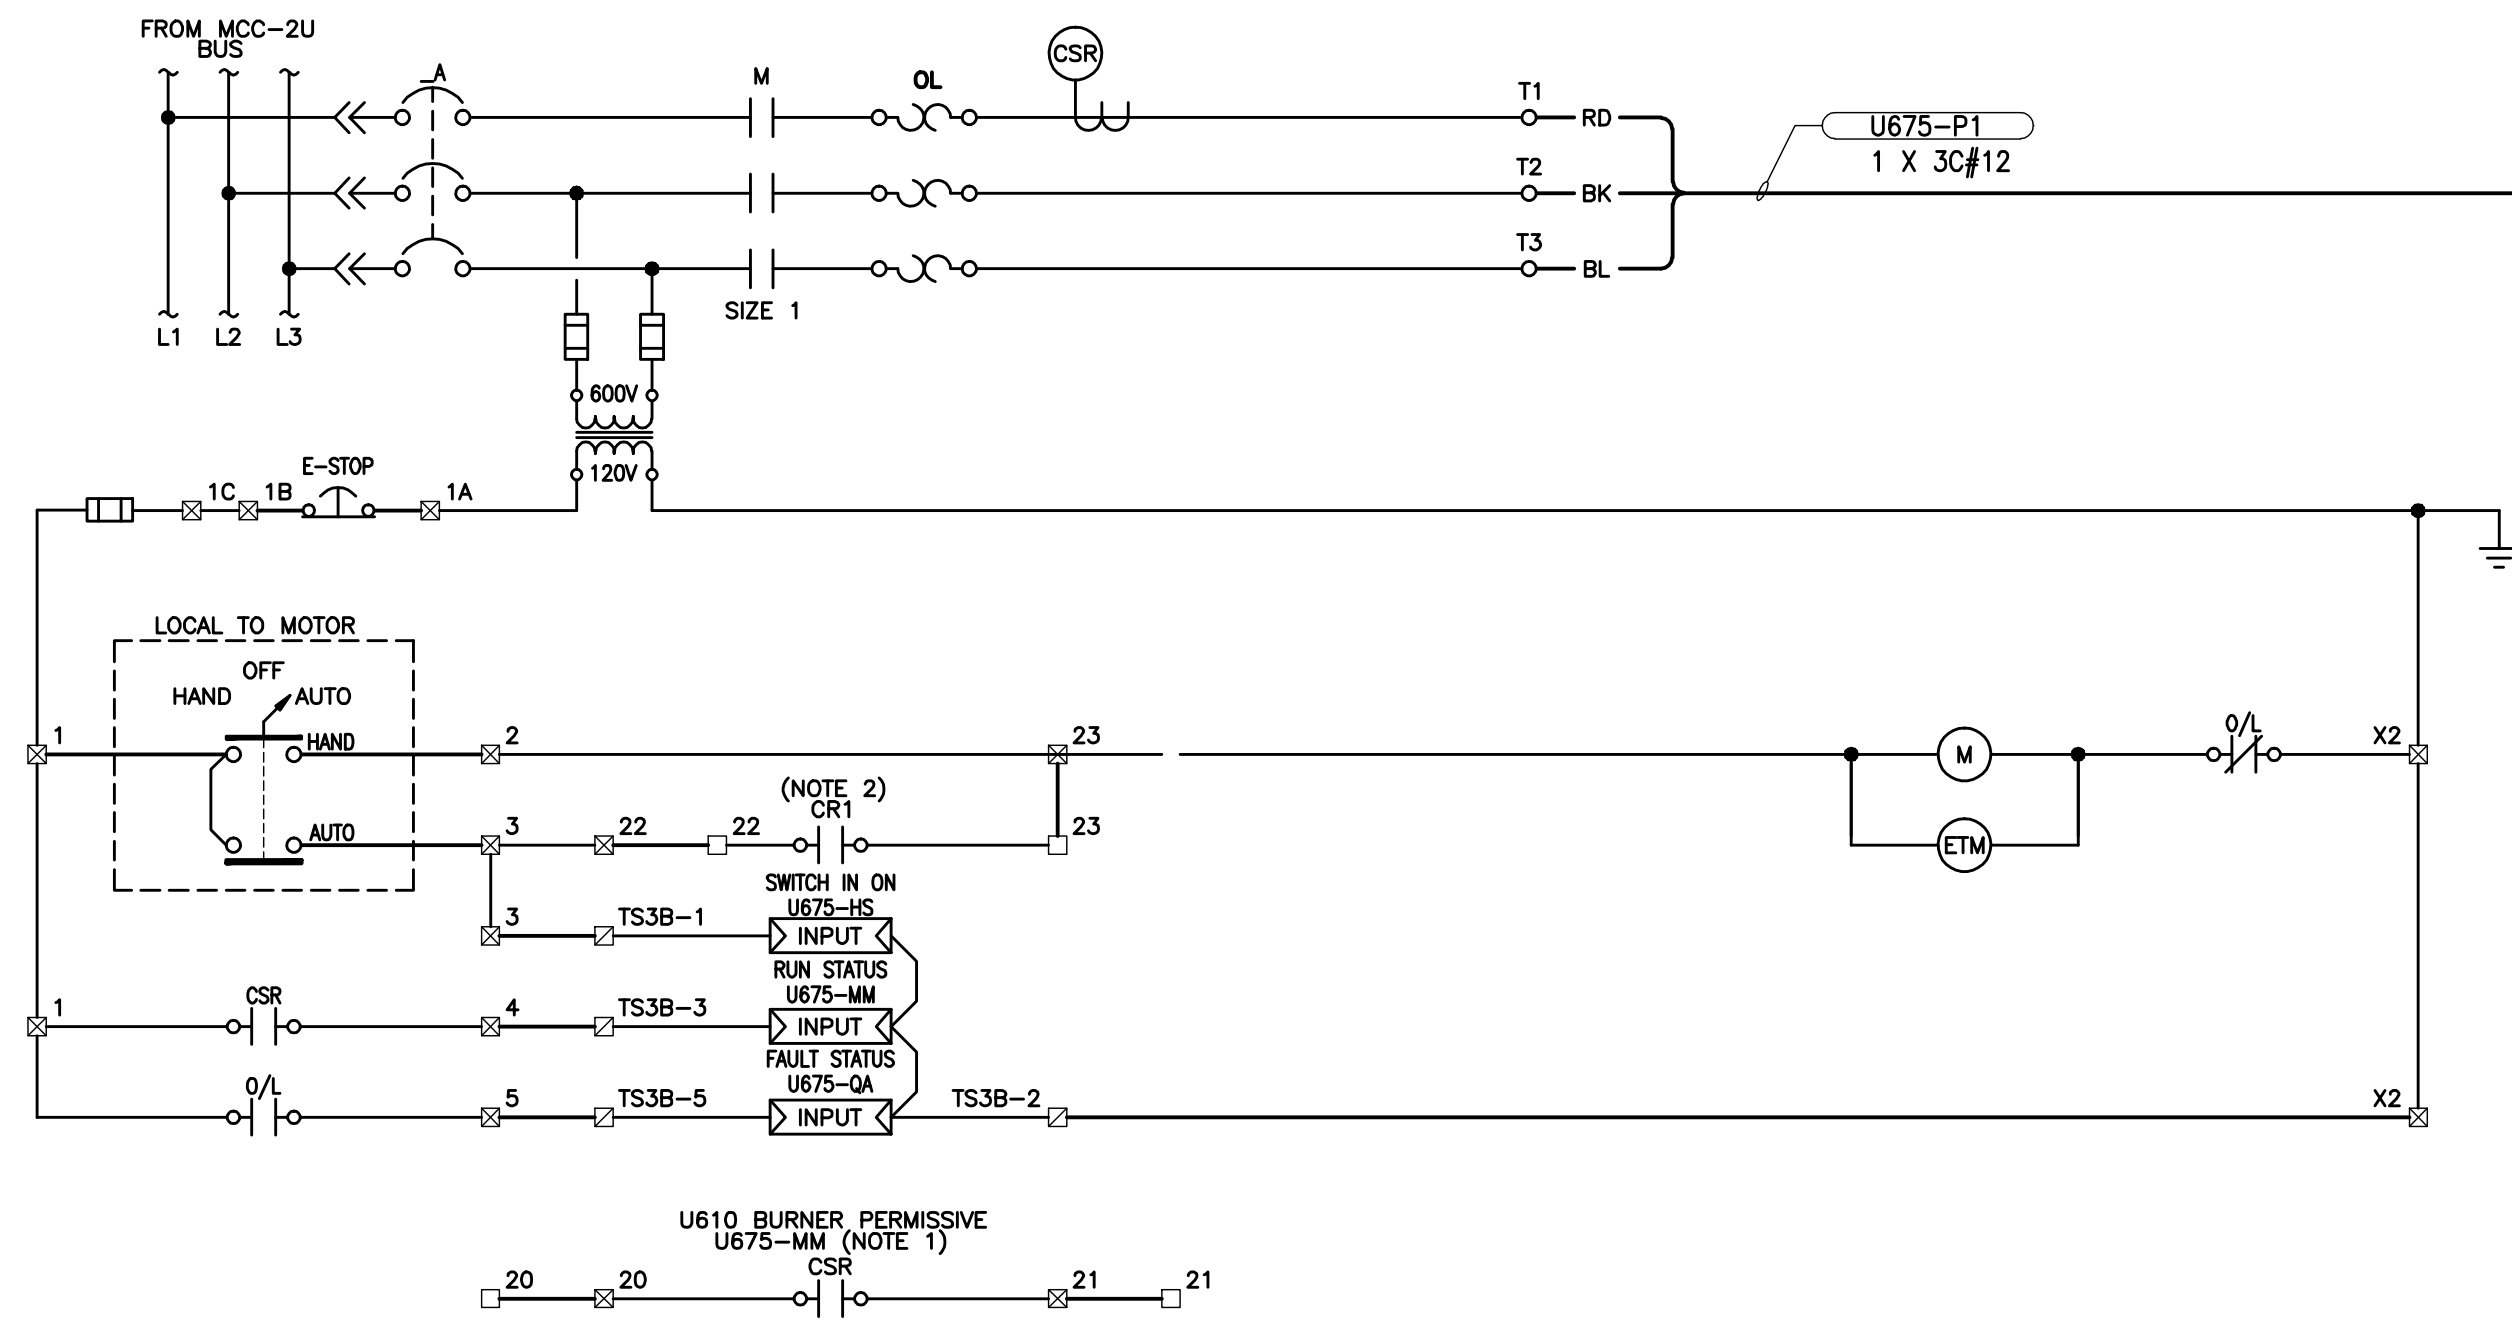 FROM MCC-2U
BUS
_A
M
OL
CSR
T1
RD
U675-P1
1 X 3C#12
T2
BK
T3
BL
SIZE 1
L1
L2
L3
600V
120V
E-STOP
1C
1B
1A
LOCAL TO MOTOR
OFF
HAND
AUTO
1
HAND
2
23
M
O/L
X2
(NOTE 2)
CR1
AUTO
3
22
22
23
ETM
SWITCH IN ON
U675-HS
3
TS3B-1
INPUT
RUN STATUS
U675-MM
1
CSR
4
TS3B-3
INPUT
FAULT STATUS
U675-QA
O/L
5
TS3B-5
INPUT
TS3B-2
X2
U610 BURNER PERMISSIVE
U675-MM (NOTE 1)
CSR
20
20
21
21